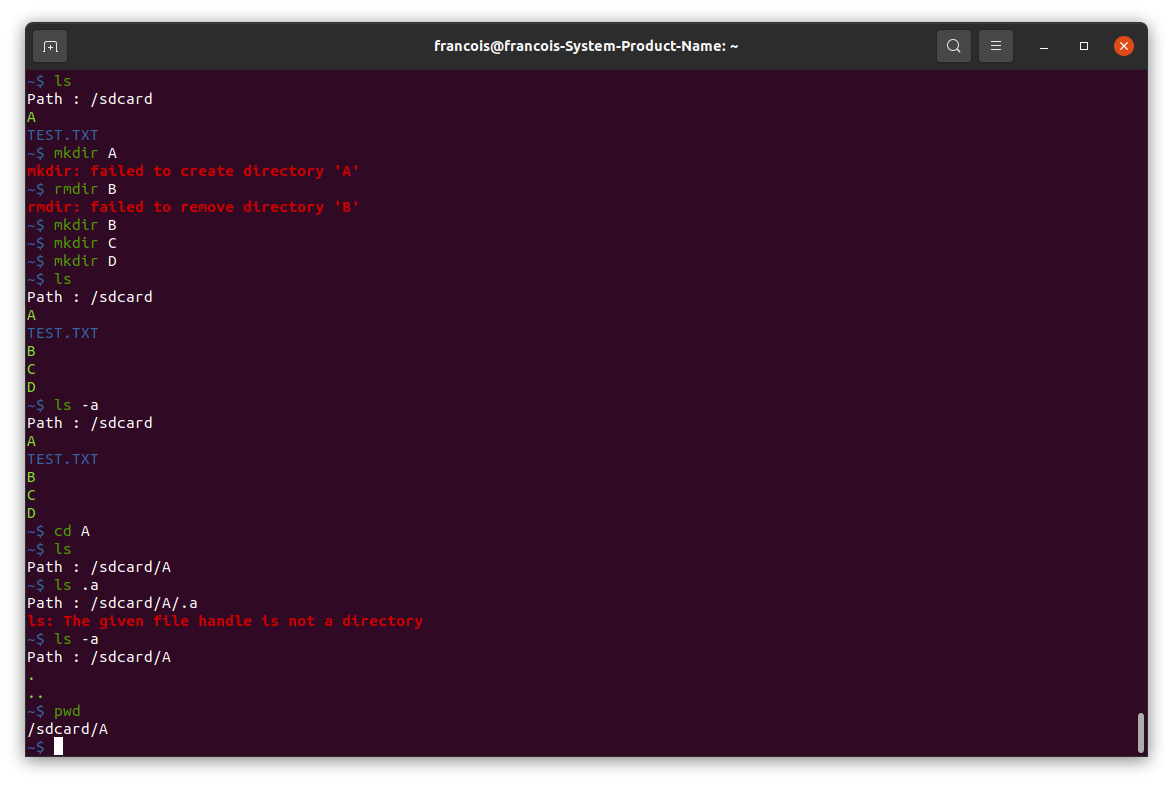 francois@francois-System-Product-Name: ~
~$ ls
Path : /sdcard
A
TEST.TXT
~$ mkdir A
mkdir: failed to create directory 'A'
~$ rmdir B
rmdir: failed to remove directory 'B'
~$ mkdir B
~$ mkdir C
~$ mkdir D
~$ ls
Path : /sdcard
A
TEST.TXT
B
C
D
~$ ls -a
Path : /sdcard
A
TEST.TXT
B
C
D
~$ cd A
~$ ls
Path : /sdcard/A
~$ ls .a
Path : /sdcard/A/.a
ls: The given file handle is not a directory
~$ ls -a
Path : /sdcard/A
.
..
~$ pwd
/sdcard/A
~$